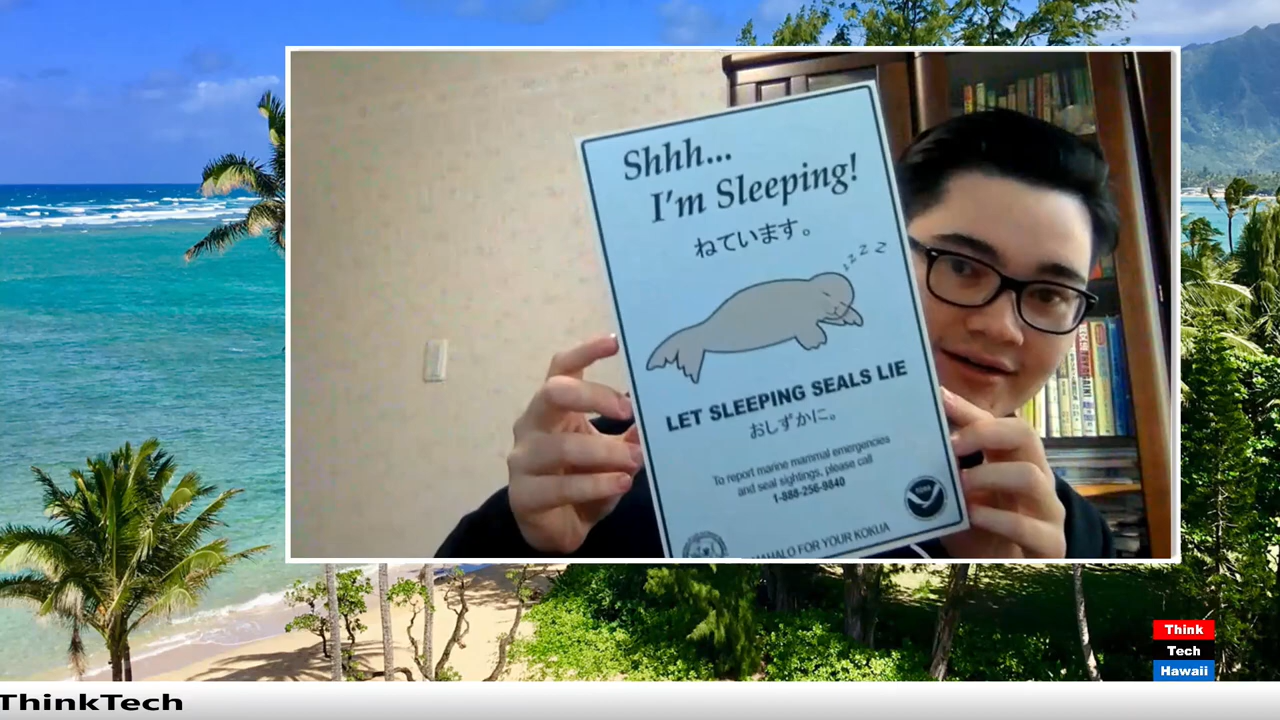 Shhh...
I'm Sleeping!
ねています。
z z z z
LET SLEEPING SEALS LIE
おしずかに。
To report marine mammal emergencies
and seal sightings, please call
1-888-256-9840
MAHALO FOR YOUR KOKUA
Think
Tech
Hawaii
ThinkTech